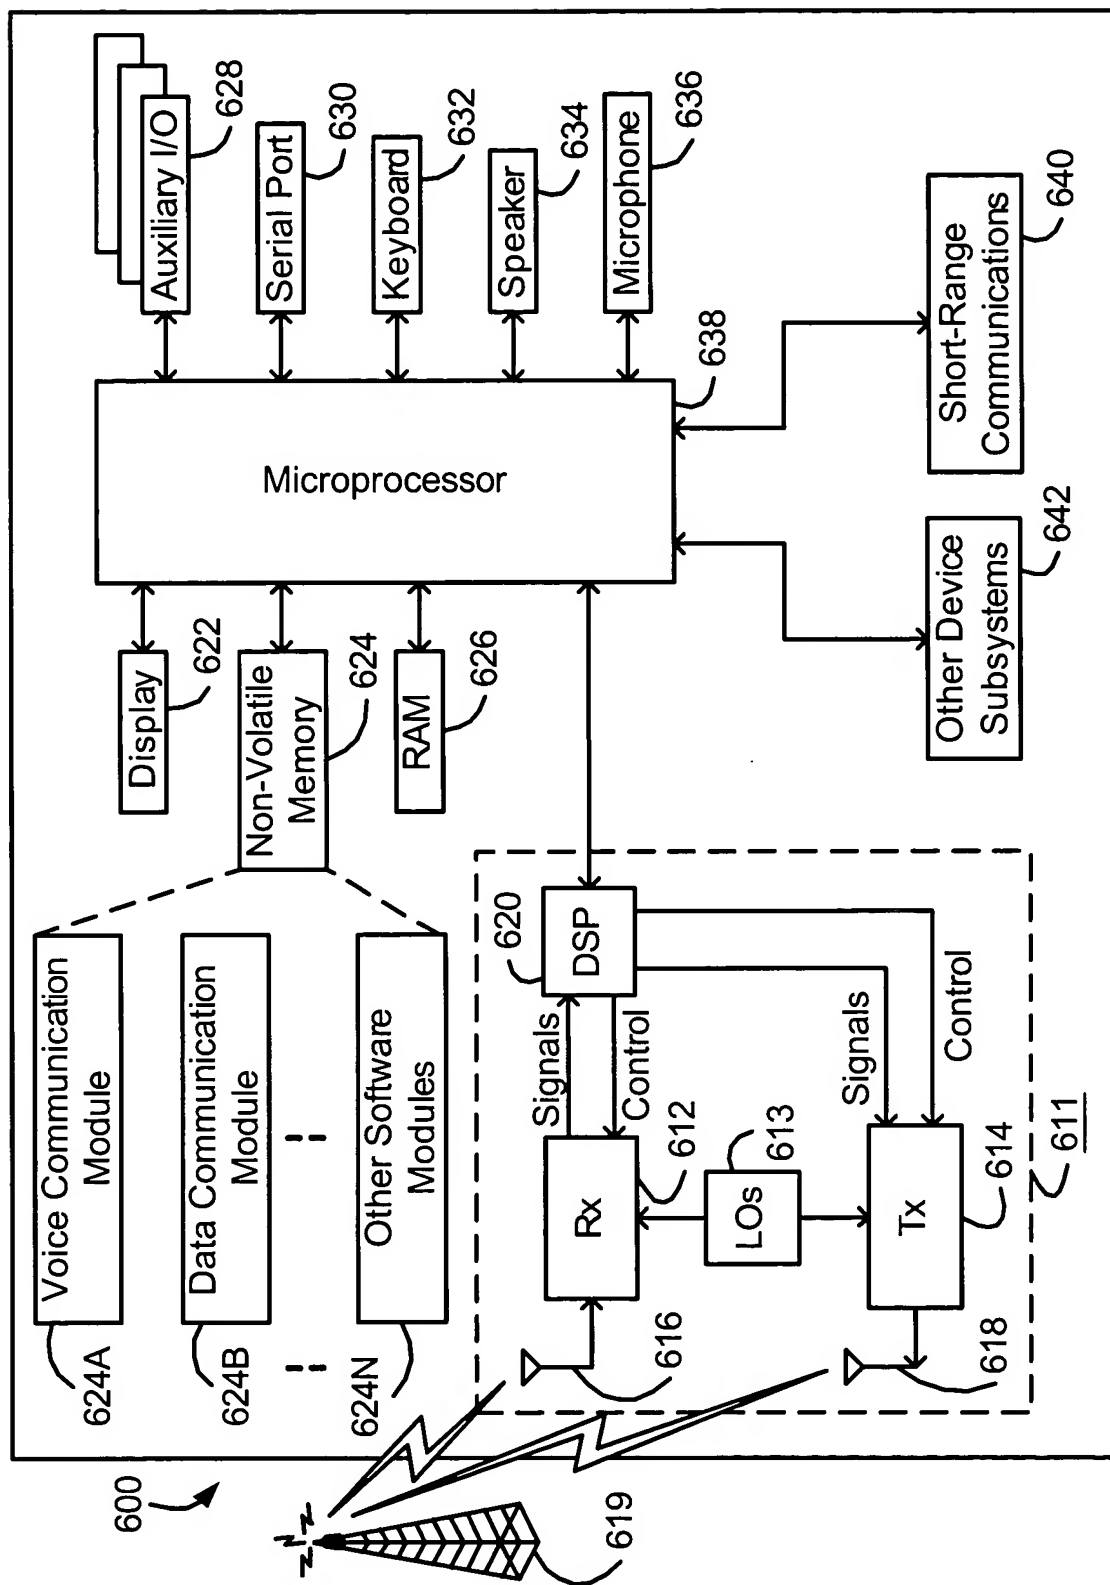 600
619
Voice Communication
Module
624A
Data Communication
Module
624B
Other Software
Modules
624N
Display
622
Non-Volatile
Memory
624
RAM
626
Microprocessor
638
Auxiliary I/O
628
Serial Port
630
Keyboard
632
Speaker
634
Microphone
636
Short-Range
Communications
640
Other Device
Subsystems
642
DSP
620
Signals
Control
Rx
612
LOs
613
Signals
Control
Tx
614
616
618
611